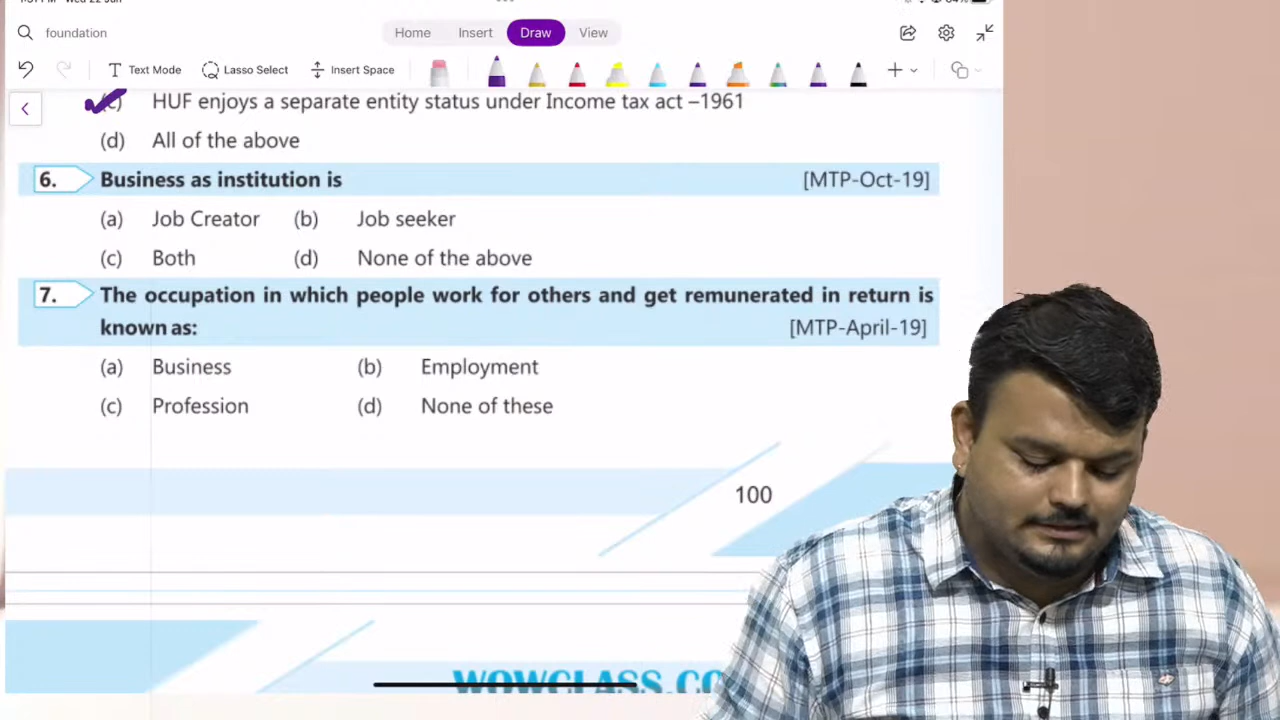 foundation
Home Insert Draw View
Text Mode Lasso Select Insert Space
HUF enjoys a separate entity status under Income tax act –1961
(d) All of the above
6. Business as institution is [MTP-Oct-19]
(a) Job Creator (b) Job seeker
(c) Both (d) None of the above
7. The occupation in which people work for others and get remunerated in return is
known as: [MTP-April-19]
(a) Business (b) Employment
(c) Profession (d) None of these
100